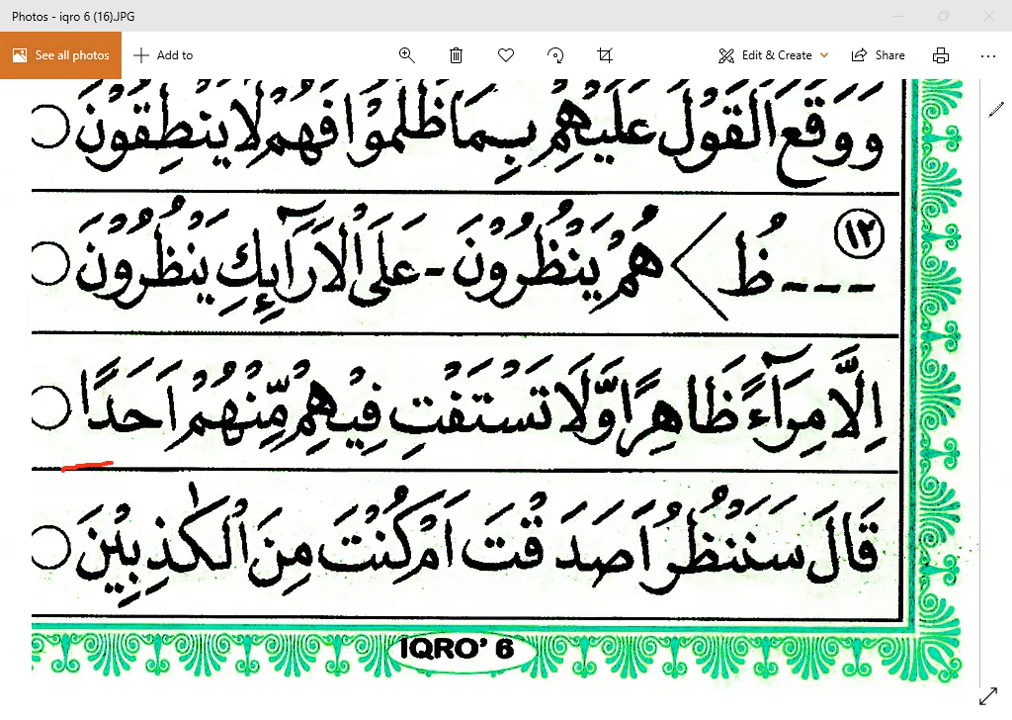 Photos - iqro 6 (16).JPG
See all photos Add to Edit & Create Share
وَوَقَعَ الْقَوْلُ عَلَيْهِمْ بِمَا ظَلَمُوْا فَهُمْ لَا يَنْطِقُوْنَ
١٢ - - - ظُ > هُمْ يَنْظُرُوْنَ - عَلَى الْاَرَآئِكِ يَنْظُرُوْنَ
اِلَّا مِرَآءً ظَاهِرًا وَّلَا تَسْتَفْتِ فِيْهِمْ مِّنْهُمْ اَحَدًا
قَالَ سَنَنْظُرُ اَصَدَقْتَ اَمْ كُنْتَ مِنَ الْكٰذِبِيْنَ
IQRO' 6